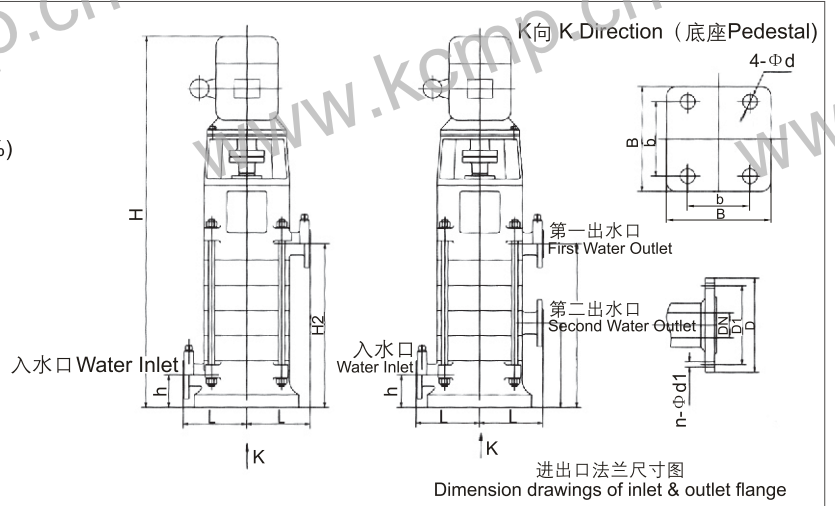 www.kcmp.cn
K向 K Direction（底座Pedestal)
4-Φd
%)
H
B
b
b
B
第一出水口
First Water Outlet
第二出水口
Second Water Outlet
H2
DN
D1
D
入水口 Water Inlet
入水口
Water Inlet
h
h
n-Φd1
L
L
L
L
K
K
进出口法兰尺寸图
Dimension drawings of inlet & outlet flange